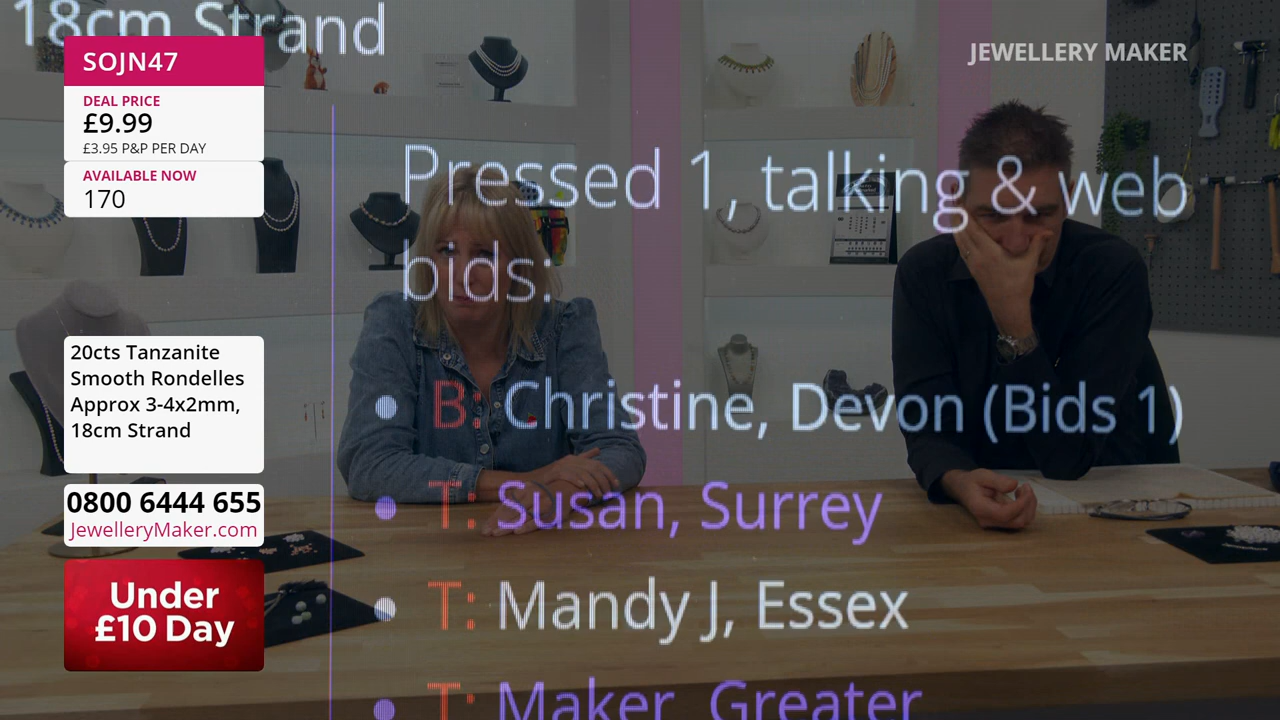 18cm Strand
SOJN47
DEAL PRICE
£9.99
£3.95 P&P PER DAY
AVAILABLE NOW
170
JEWELLERY MAKER
Pressed 1, talking & web
bids:
• B: Christine, Devon (Bids 1)
• T: Susan, Surrey
• T: Mandy J, Essex
• T: Maker, Greater
20cts Tanzanite
Smooth Rondelles
Approx 3-4x2mm,
18cm Strand
0800 6444 655
JewelleryMaker.com
Under
£10 Day